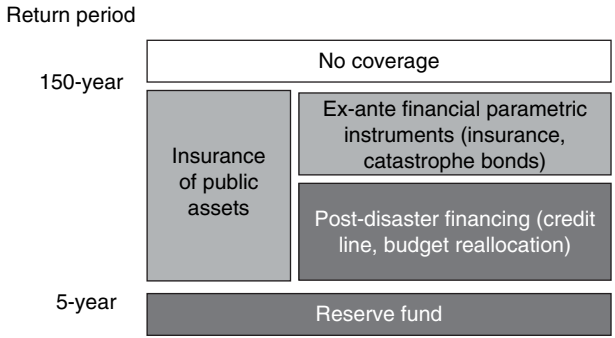 Return period
No coverage
150-year
Ex-ante financial parametric
instruments (insurance,
catastrophe bonds)
Insurance
of public
assets
Post-disaster financing (credit
line, budget reallocation)
5-year
Reserve fund